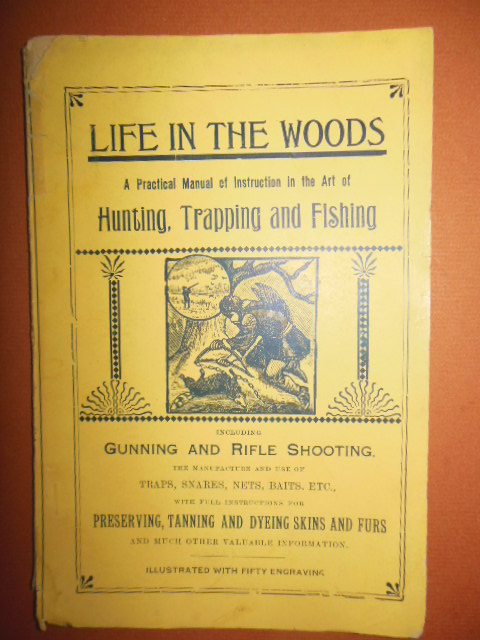 LIFE IN THE WOODS
A Practical Manual of Instruction in the Art of
Hunting, Trapping and Fishing
INCLUDING
GUNNING AND RIFLE SHOOTING,
THE MANUFACTURE AND USE OF
TRAPS, SNARES, NETS, BAITS, ETC.,
WITH FULL INSTRUCTIONS FOR
PRESERVING, TANNING AND DYEING SKINS AND FURS
AND MUCH OTHER VALUABLE INFORMATION.
ILLUSTRATED WITH FIFTY ENGRAVING